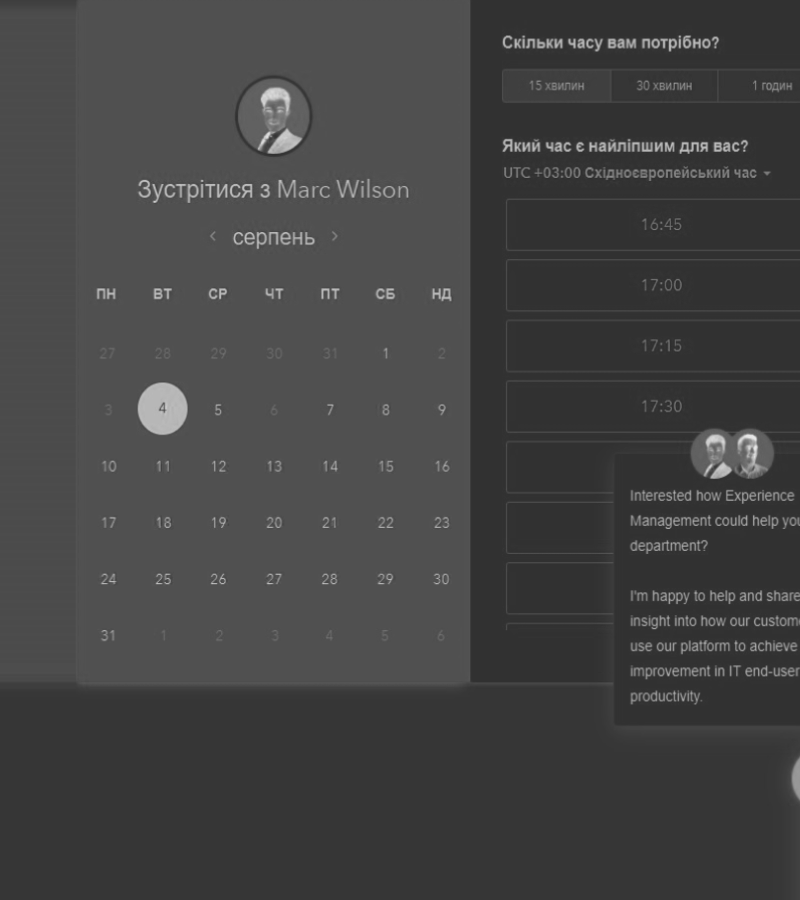 Зустрітися з Marc Wilson
серпень
ПН ВТ СР ЧТ ПТ СБ НД
27 28 29 30 31 1 2
3 4 5 6 7 8 9
10 11 12 13 14 15 16
17 18 19 20 21 22 23
24 25 26 27 28 29 30
31 1 2 3 4 5 6
Скільки часу вам потрібно?
15 хвилин 30 хвилин 1 годин
Який час є найліпшим для вас?
UTC +03:00 Східноєвропейський час
16:45
17:00
17:15
17:30
Interested how Experience
Management could help you
department?
I'm happy to help and share
insight into how our custome
use our platform to achieve
improvement in IT end-user
productivity.